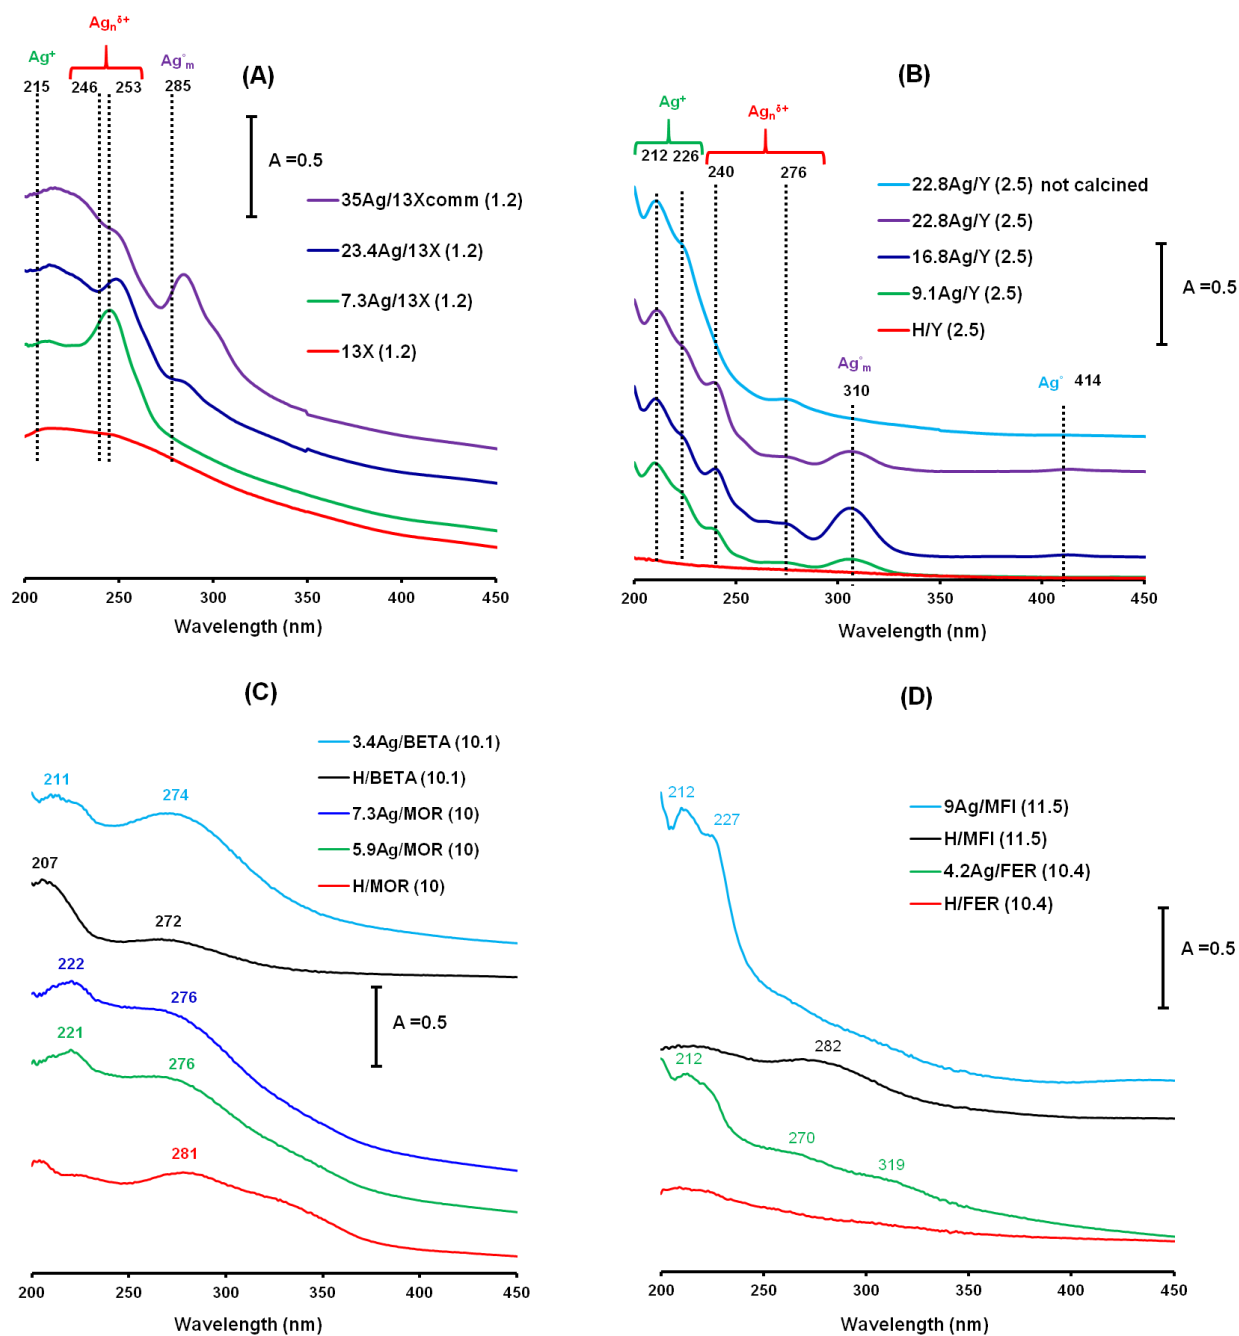 Agnδ+
Ag+
Ag°m
(A)
215
246
253
285
A =0.5
35Ag/13Xcomm (1.2)
23.4Ag/13X (1.2)
7.3Ag/13X (1.2)
13X (1.2)
200
250
300
350
400
450
Wavelength (nm)
(B)
Ag+
Agnδ+
212
226
240
276
22.8Ag/Y (2.5) not calcined
22.8Ag/Y (2.5)
16.8Ag/Y (2.5)
9.1Ag/Y (2.5)
H/Y (2.5)
A =0.5
Ag°m
310
Ag°
414
200
250
300
350
400
450
Wavelength (nm)
(C)
3.4Ag/BETA (10.1)
H/BETA (10.1)
7.3Ag/MOR (10)
5.9Ag/MOR (10)
H/MOR (10)
211
274
207
272
222
276
221
276
281
A =0.5
200
250
300
350
400
450
Wavelength (nm)
(D)
9Ag/MFI (11.5)
H/MFI (11.5)
4.2Ag/FER (10.4)
H/FER (10.4)
212
227
282
212
270
319
A =0.5
200
250
300
350
400
450
Wavelength (nm)